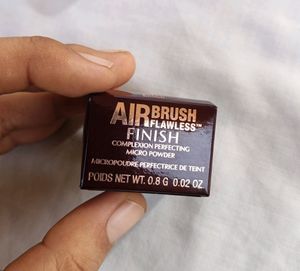 AIRBRUSH
FLAWLESS™
FINISH
COMPLEXION PERFECTING
MICRO POWDER
MICROPOUDRE PERFECTRICE DE TEINT
POIDS NET WT. 0.8 G 0.02 OZ